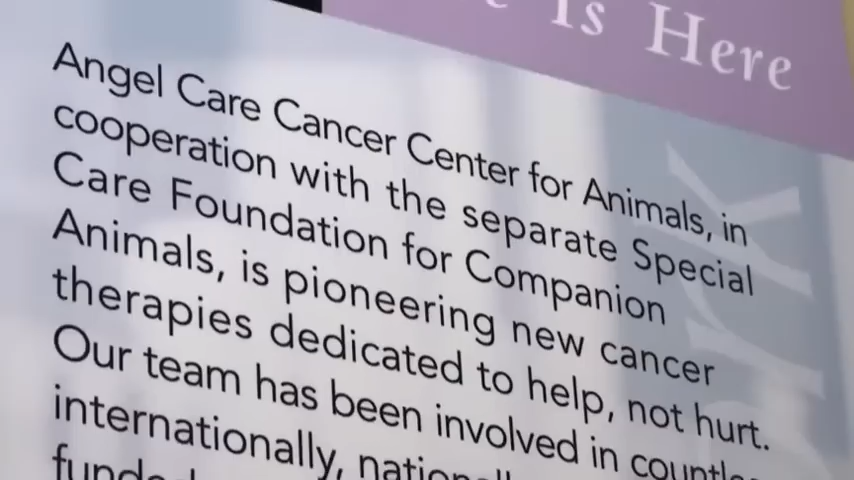 Is Here
Angel Care Cancer Center for Animals, in
cooperation with the separate Special
Care Foundation for Companion
Animals, is pioneering new cancer
therapies dedicated to help, not hurt.
Our team has been involved in
internationally,